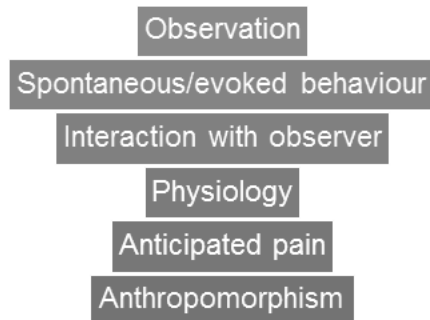 Observation
Spontaneous/evoked behaviour
Interaction with observer
Physiology
Anticipated pain
Anthropomorphism